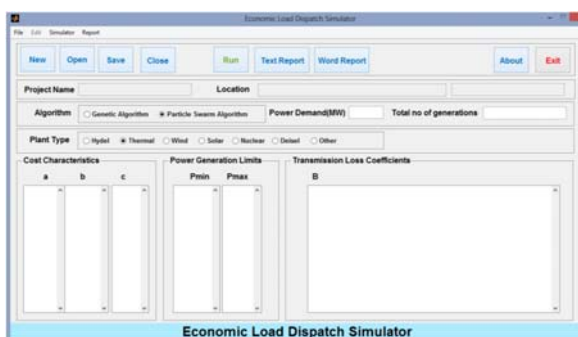 Economic Load Dispatch Simulator
File Edit Simulator Report
New Open Save Close Run Text Report Word Report About Exit
Project Name Location
Algorithm Genetic Algorithm Particle Swarm Algorithm Power Demand(MW) Total no of generations
Plant Type Hydel Thermal Wind Solar Nuclear Deisel Other
Cost Characteristics Power Generation Limits Transmission Loss Coefficients
a b c Pmin Pmax B
Economic Load Dispatch Simulator